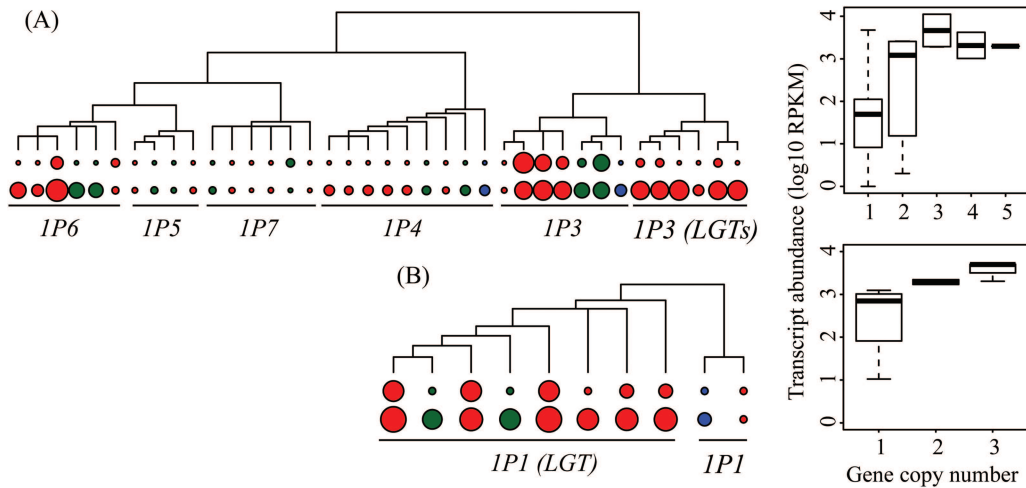 (A)
1P6 1P5 1P7 1P4 1P3 1P3 (LGTs)
(B)
1P1 (LGT) 1P1
Transcript abundance (log10 RPKM)
4
3
2
1
0
1 2 3 4 5
4
3
2
1
0
1 2 3
Gene copy number